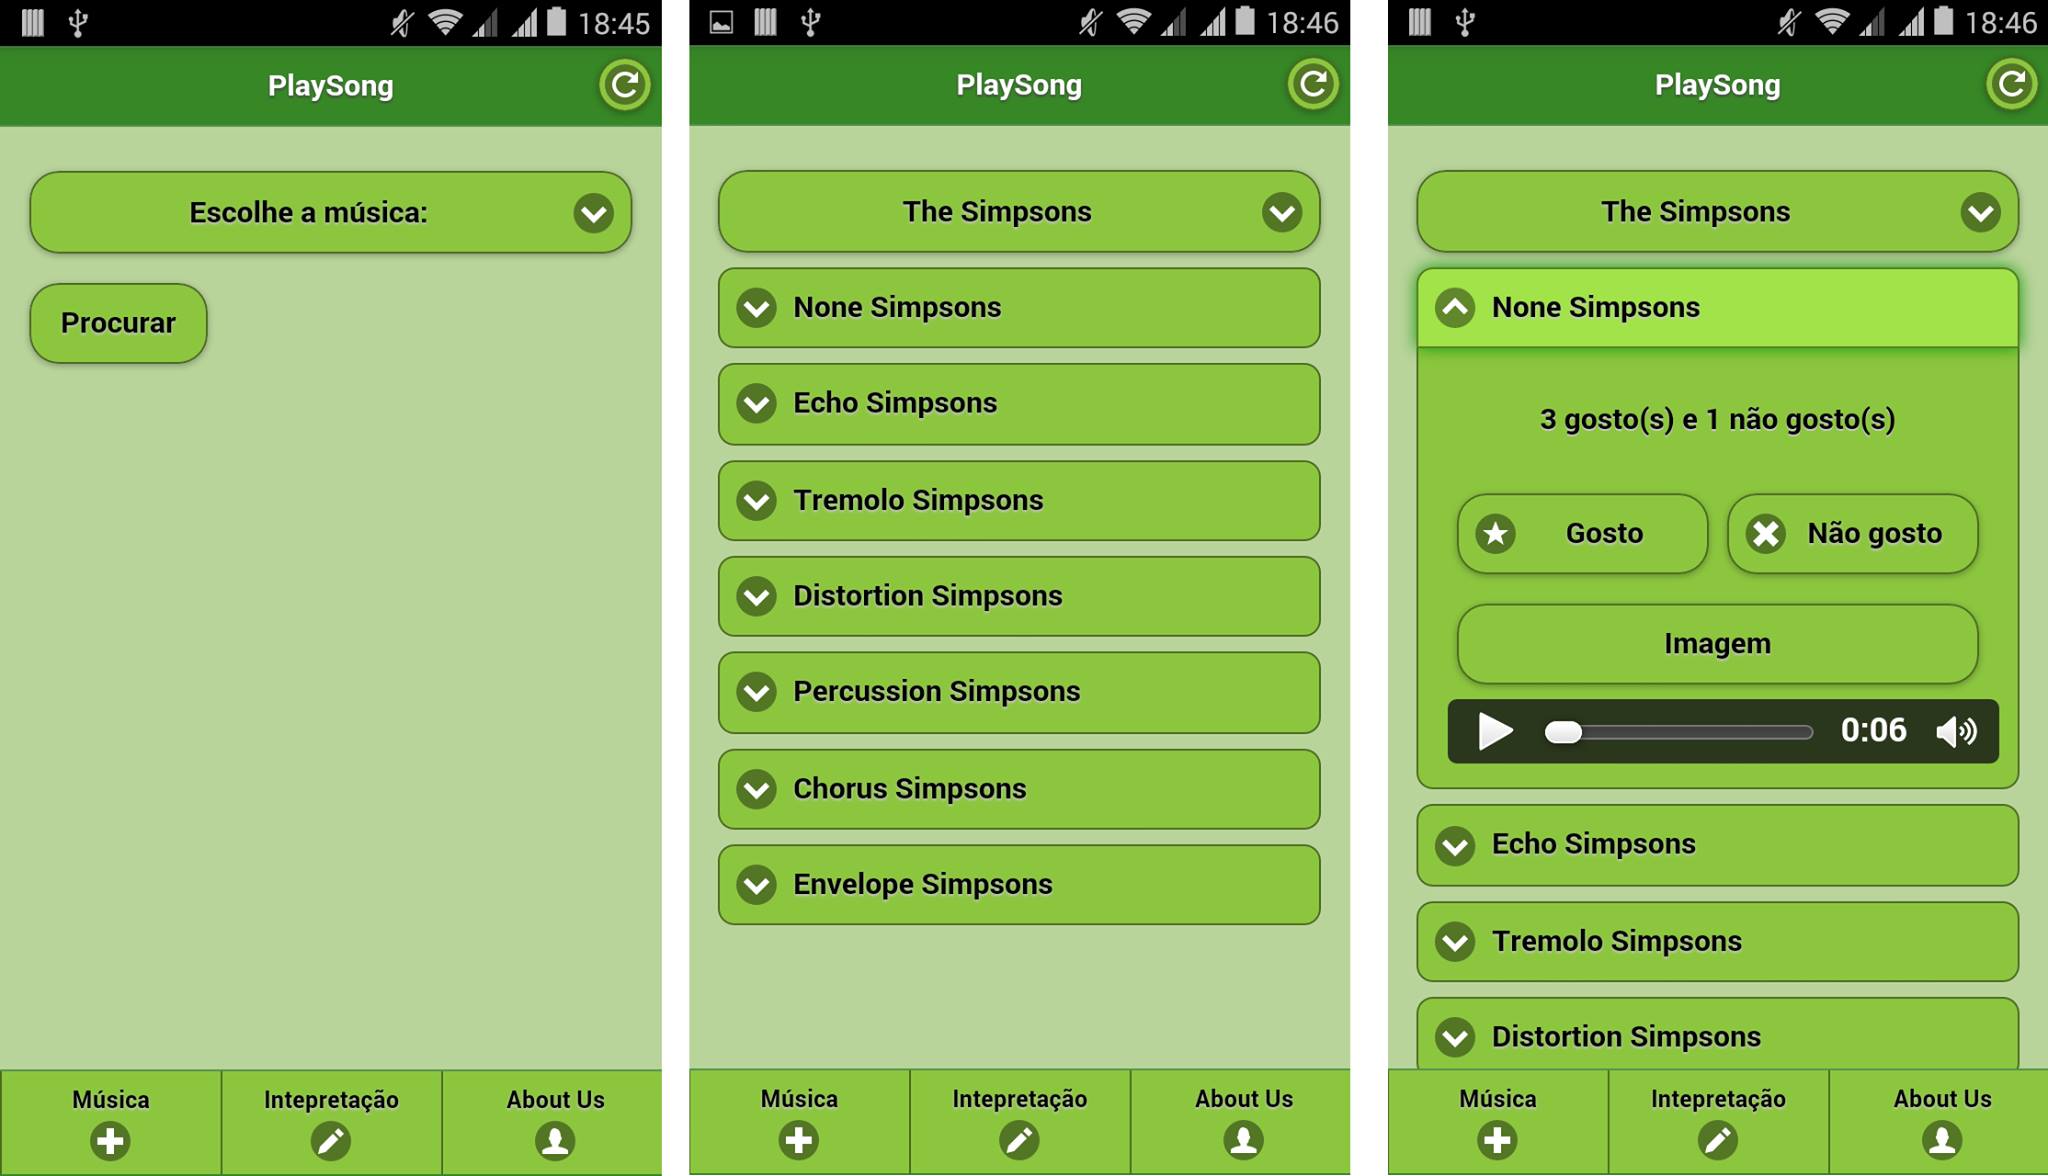 18:45
PlaySong
Escolhe a música:
Procurar
Música
Intepretação
About Us
18:46
PlaySong
The Simpsons
None Simpsons
Echo Simpsons
Tremolo Simpsons
Distortion Simpsons
Percussion Simpsons
Chorus Simpsons
Envelope Simpsons
Música
Intepretação
About Us
18:46
PlaySong
The Simpsons
None Simpsons
3 gosto(s) e 1 não gosto(s)
Gosto
Não gosto
Imagem
0:06
Echo Simpsons
Tremolo Simpsons
Distortion Simpsons
Música
Intepretação
About Us